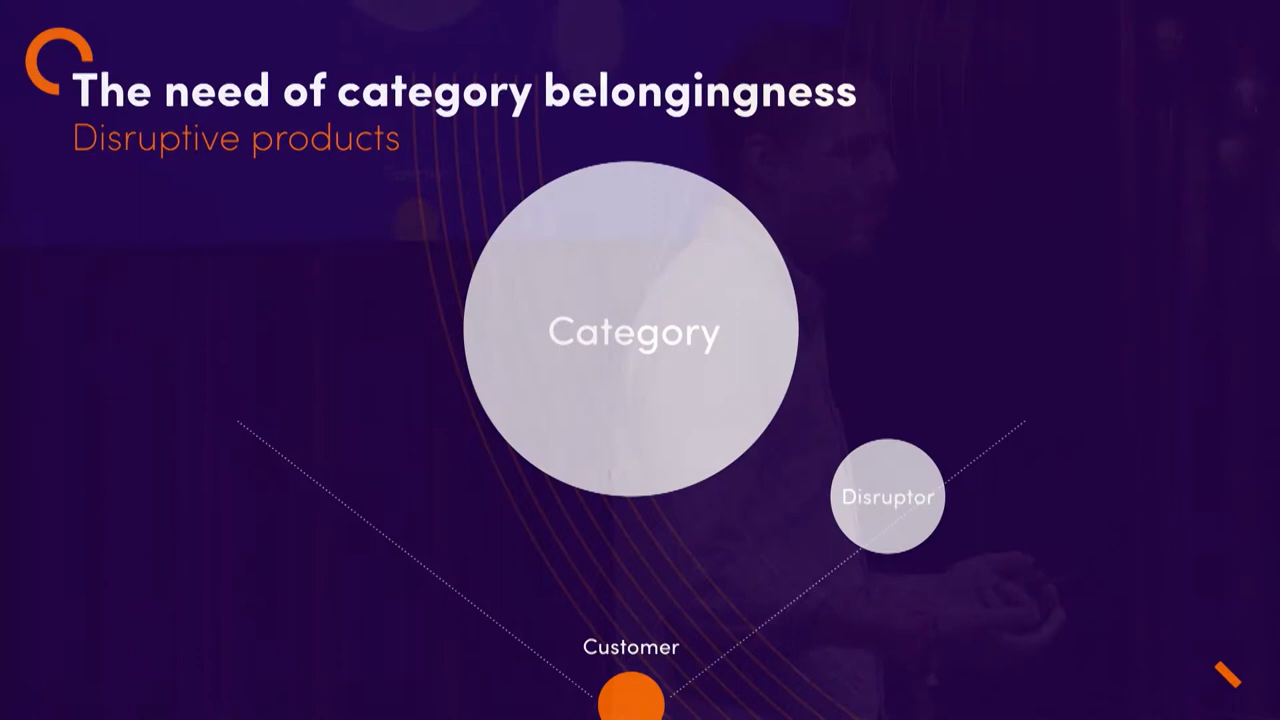 The need of category belongingness
Disruptive products
Category
Disruptor
Customer